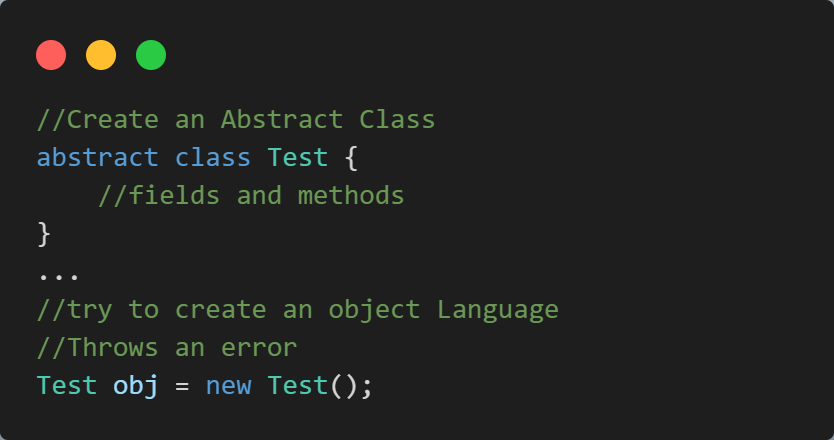 //Create an Abstract Class
abstract class Test {
    //fields and methods
}
...
//try to create an object Language
//Throws an error
Test obj = new Test();